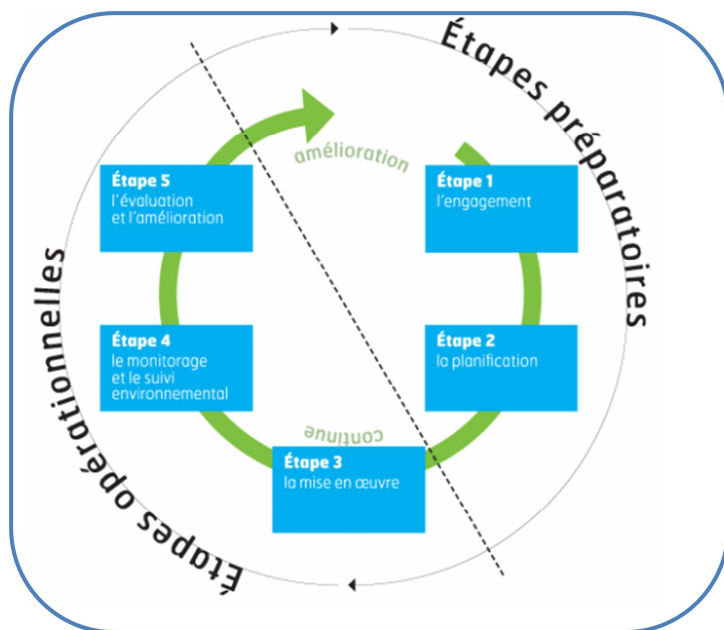 Étapes préparatoires
amélioration
Étape 1
l'engagement
Étape 2
la planification
continue
Étape 3
la mise en œuvre
Étape 4
le monitorage
et le suivi
environnemental
Étape 5
l'évaluation
et l'amélioration
Étapes opérationnelles